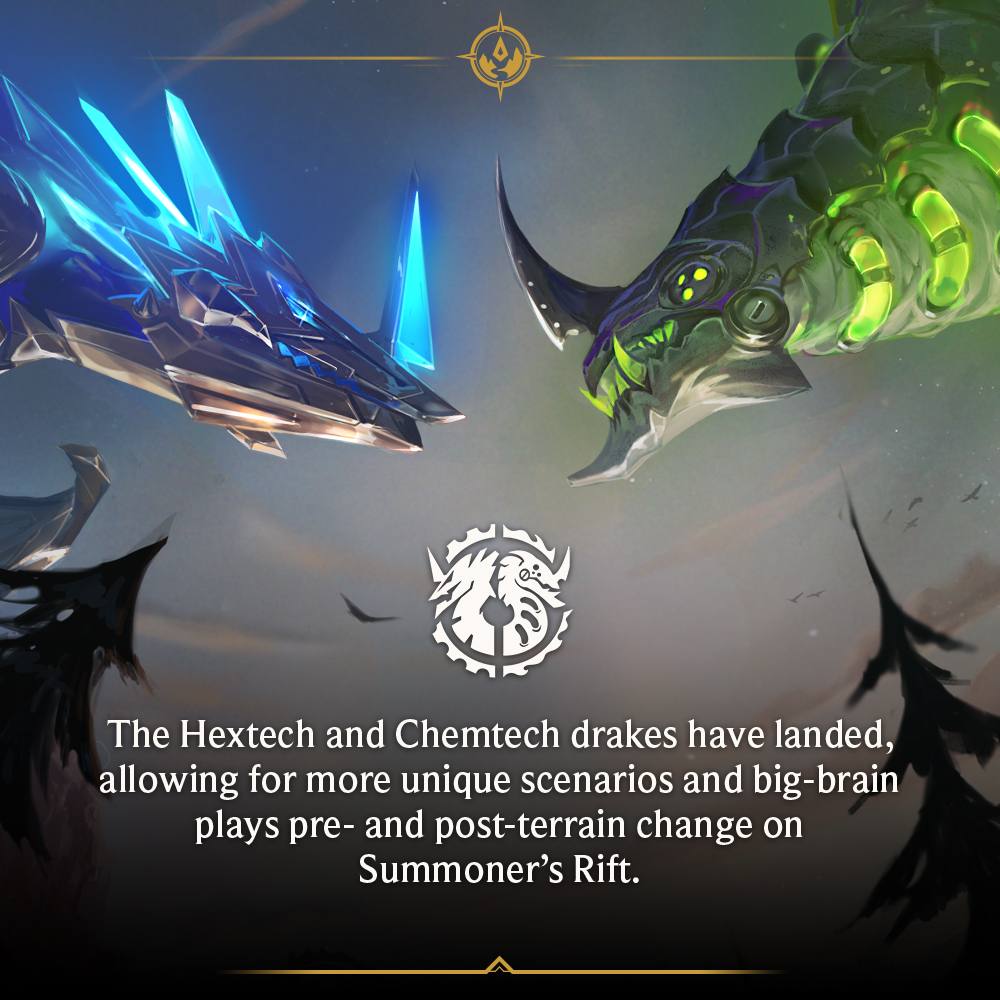 The Hextech and Chemtech drakes have landed,
allowing for more unique scenarios and big-brain
plays pre- and post-terrain change on
Summoner’s Rift.